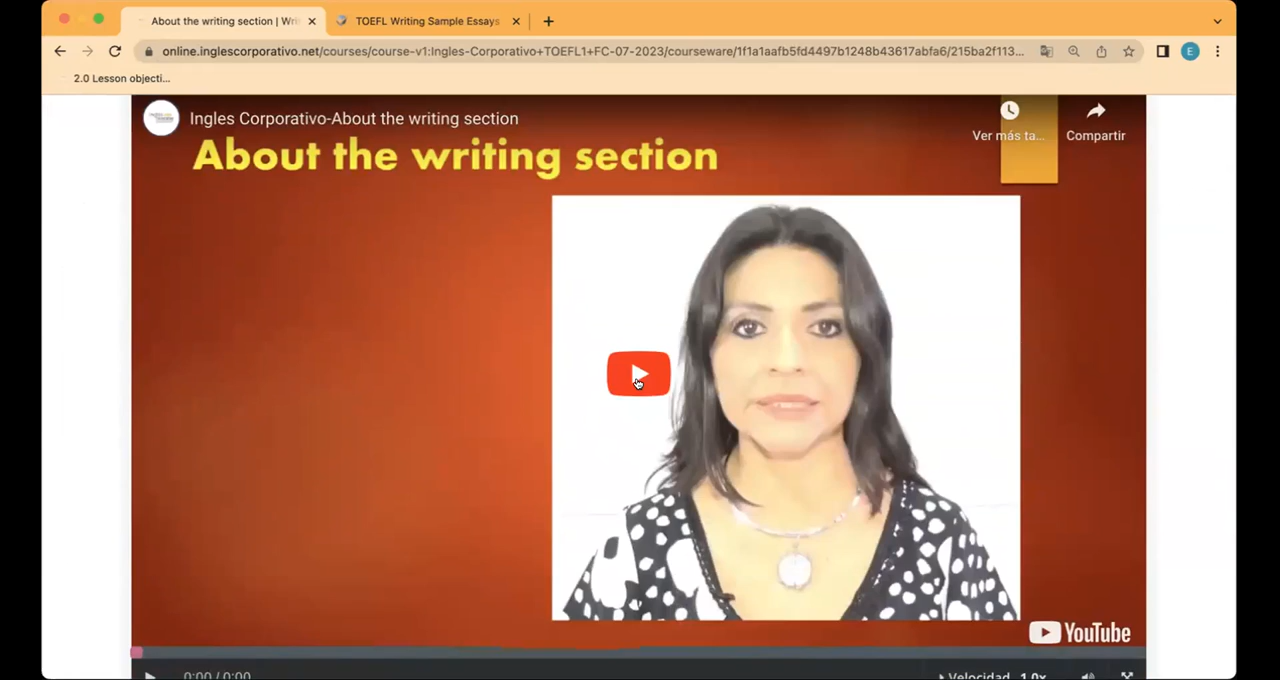 About the writing section | Wri
TOEFL Writing Sample Essays
online.inglescorporativo.net/courses/course-v1:Ingles-Corporativo+TOEFL1+FC-07-2023/courseware/1f1a1aafb5fd4497b1248b43617abfa6/215ba2f113...
E
2.0 Lesson objecti...
Ingles Corporativo-About the writing section
Ver más ta...
Compartir
About the writing section
YouTube
0:00 / 0:00
Velocidad 1.0x